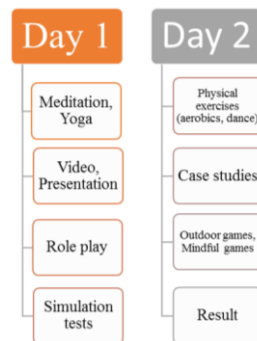 Day 1
Meditation,
Yoga
Video,
Presentation
Role play
Simulation
tests
Day 2
Physical
exercises
(aerobics, dance)
Case studies
Outdoor games,
Mindful games
Result